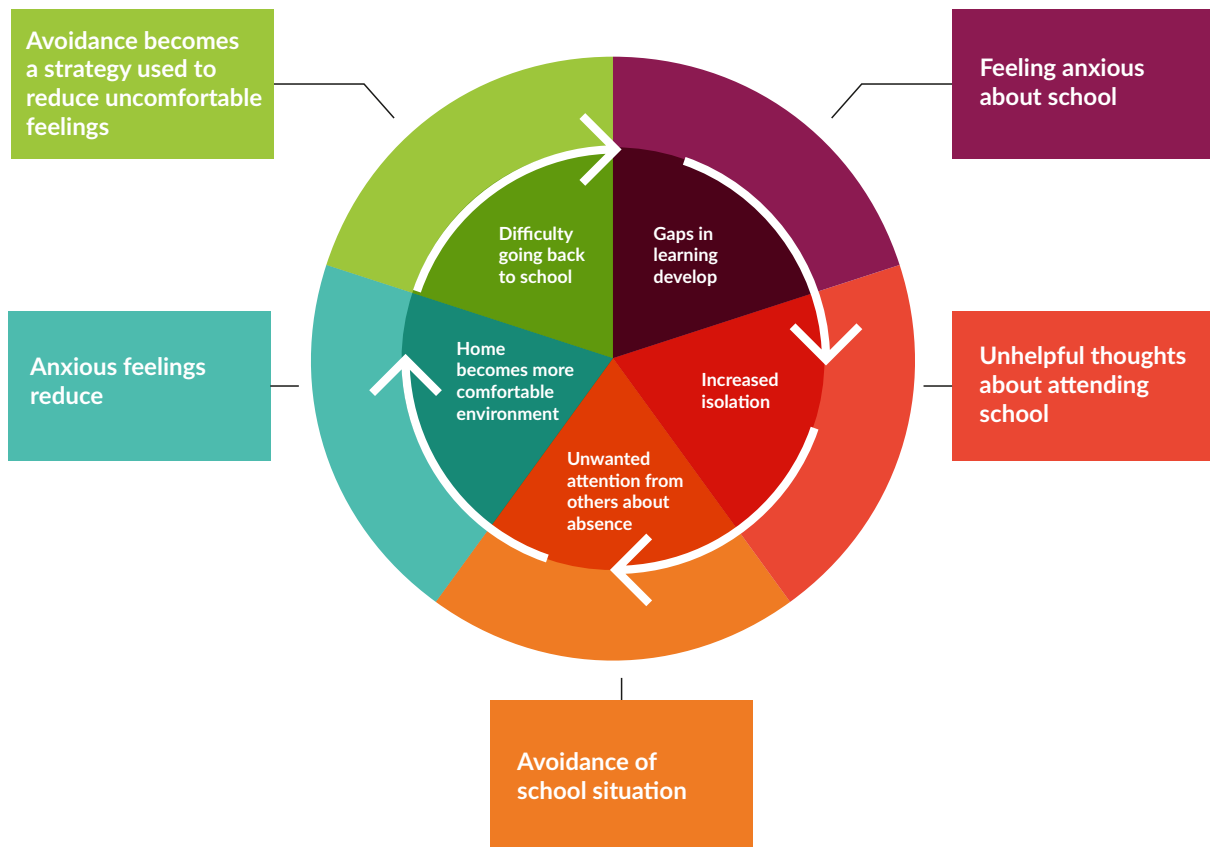 Avoidance becomes
a strategy used to
reduce uncomfortable
feelings
Feeling anxious
about school
Difficulty
going back
to school
Gaps in
learning
develop
Anxious feelings
reduce
Home
becomes more
comfortable
environment
Increased
isolation
Unhelpful thoughts
about attending
school
Unwanted
attention from
others about
absence
Avoidance of
school situation